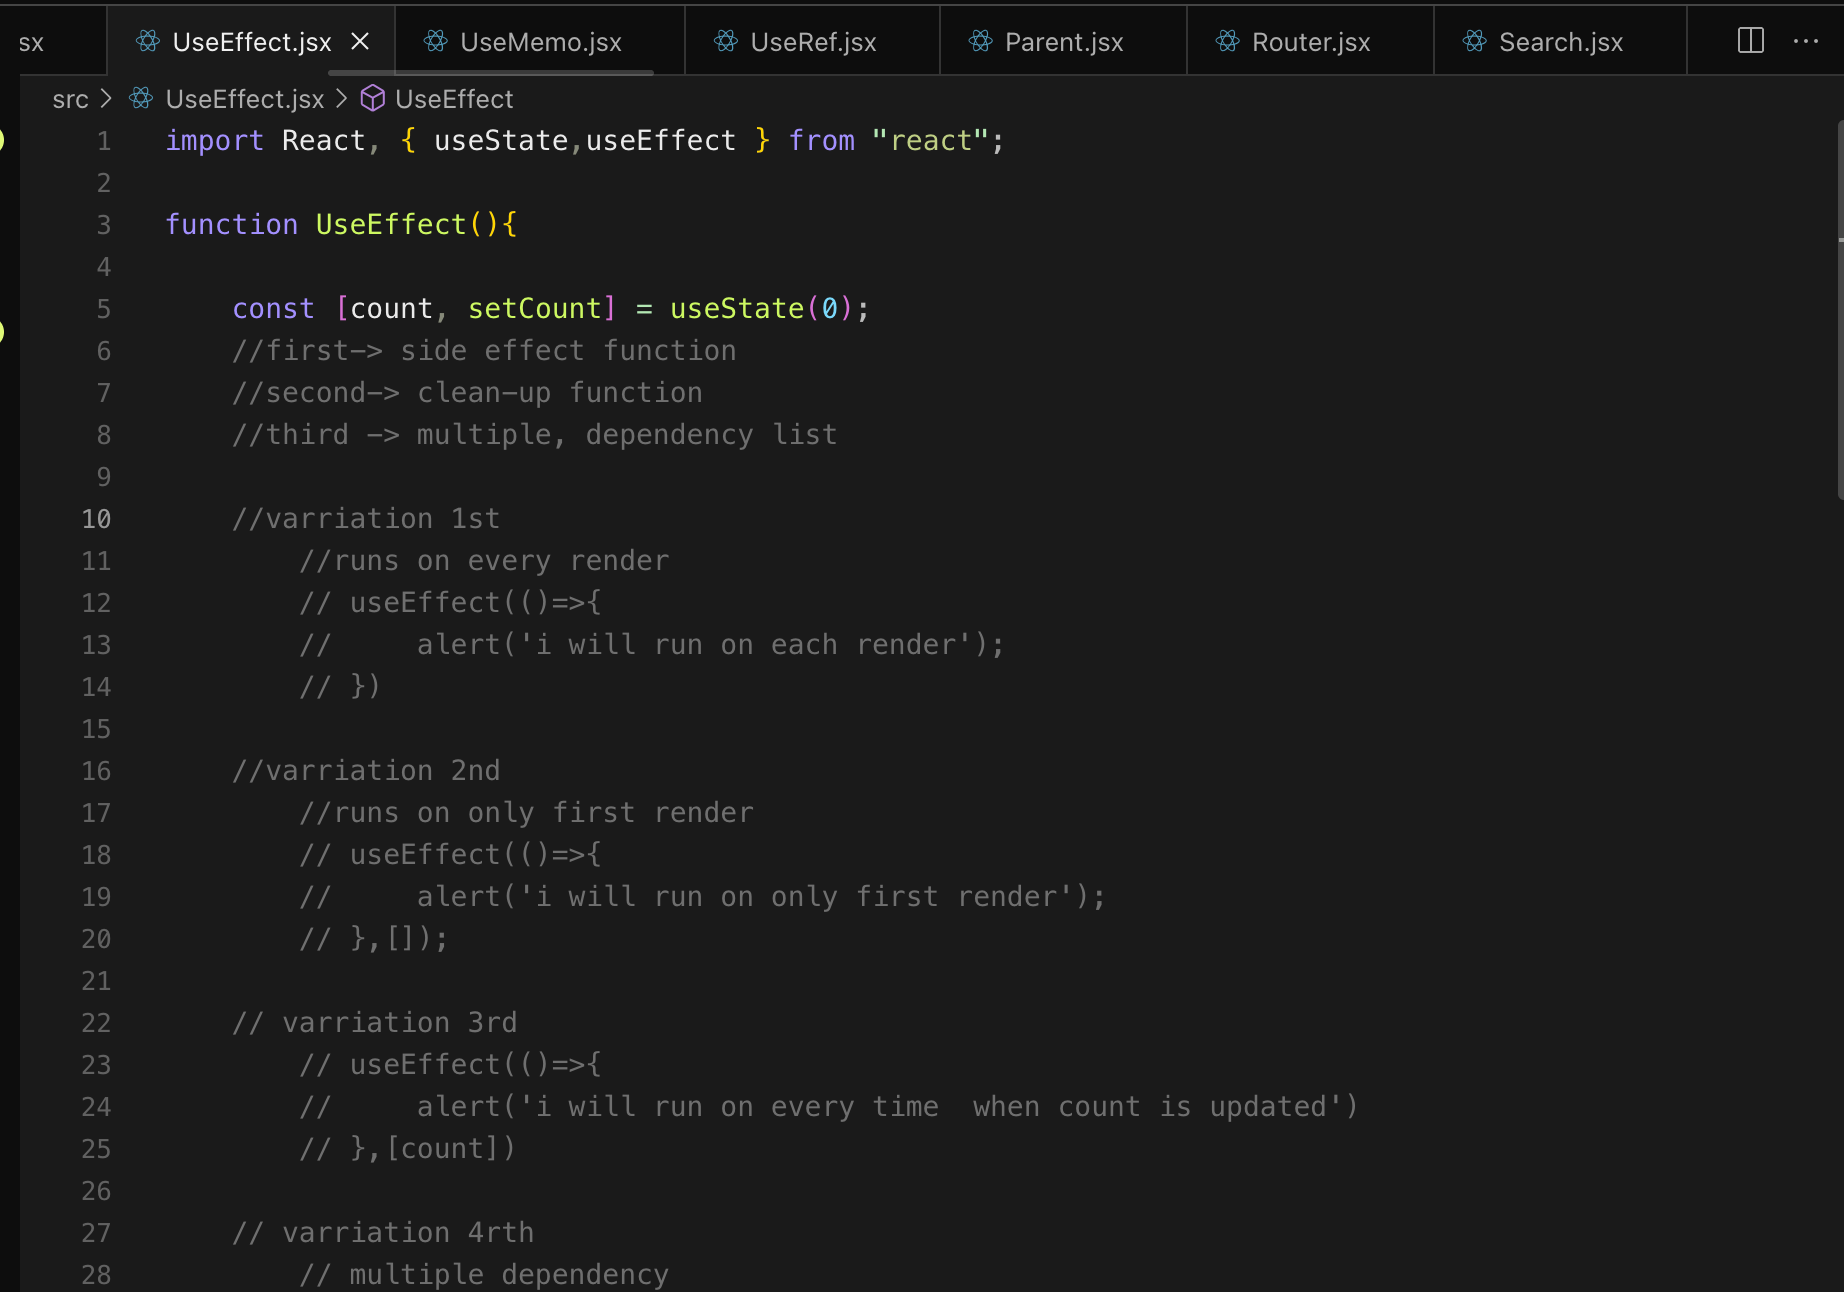 sx UseEffect.jsx UseMemo.jsx UseRef.jsx Parent.jsx Router.jsx Search.jsx
src > UseEffect.jsx > UseEffect
1 import React, { useState,useEffect } from "react";
2
3 function UseEffect(){
4
5     const [count, setCount] = useState(0);
6     //first-> side effect function
7     //second-> clean-up function
8     //third -> multiple, dependency list
9
10     //varriation 1st
11         //runs on every render
12         // useEffect(()=>{
13         //     alert('i will run on each render');
14         // })
15
16     //varriation 2nd
17         //runs on only first render
18         // useEffect(()=>{
19         //     alert('i will run on only first render');
20         // },[]);
21
22     // varriation 3rd
23         // useEffect(()=>{
24         //     alert('i will run on every time  when count is updated')
25         // },[count])
26
27     // varriation 4rth
28         // multiple dependency